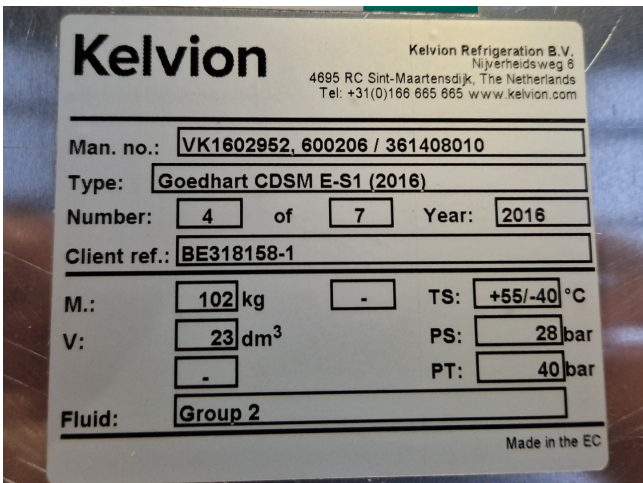 Kelvion
Kelvion Refrigeration B.V.
Nijverheidsweg 6
4695 RC Sint-Maartensdijk, The Netherlands
Tel: +31(0)166 665 665 www.kelvion.com
Man. no.: VK1602952, 600206 / 361408010
Type: Goedhart CDSM E-S1 (2016)
Number: 4 of 7 Year: 2016
Client ref.: BE318158-1
M.: 102 kg - TS: +55/-40 °C
V: 23 dm³ PS: 28 bar
- PT: 40 bar
Fluid: Group 2
Made in the EC